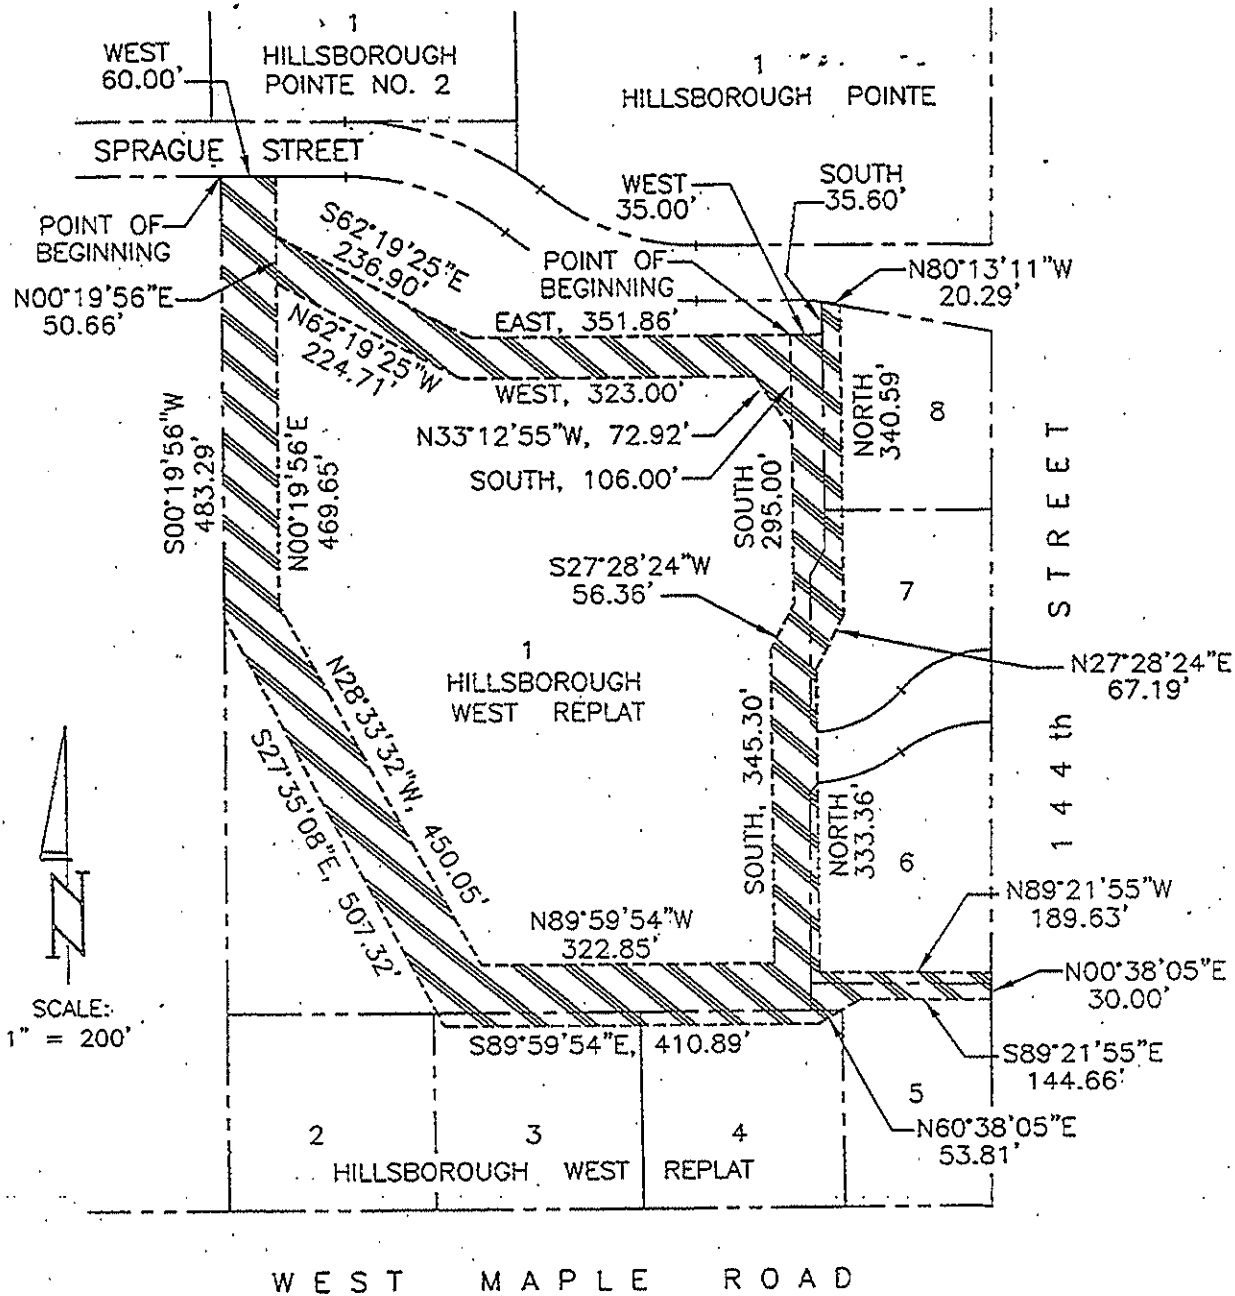 1
WEST
60.00'
HILLSBOROUGH
POINTE NO. 2
1
HILLSBOROUGH POINTE
SPRAGUE STREET
WEST
35.00'
SOUTH
35.60'
POINT OF
BEGINNING
S62°19'25"E
236.90'
POINT OF
BEGINNING
N80°13'11"W
20.29'
N00°19'56"E
50.66'
EAST, 351.86'
N62°19'25"W
224.71'
WEST, 323.00'
N33°12'55"W, 72.92'
SOUTH, 106.00'
NORTH
340.59'
8
S00°19'56"W
483.29'
N00°19'56'E
469.65'
SOUTH
295.00'
S27°28'24"W
56.36'
7
144th STREET
1
HILLSBOROUGH
WEST REPLAT
N27°28'24"E
67.19'
N28°33'32"W, 450.05'
S27°35'08"E, 507.32'
SOUTH, 345.30'
NORTH
333.36'
6
N89°21'55"W
189.63'
N89°59'54"W
322.85'
N00°38'05"E
30.00'
N
SCALE:
1" = 200'
S89°59'54"E, 410.89'
S89°21'55"E
144.66'
5
N60°38'05"E
53.81'
2
3
4
HILLSBOROUGH WEST REPLAT
WEST MAPLE ROAD